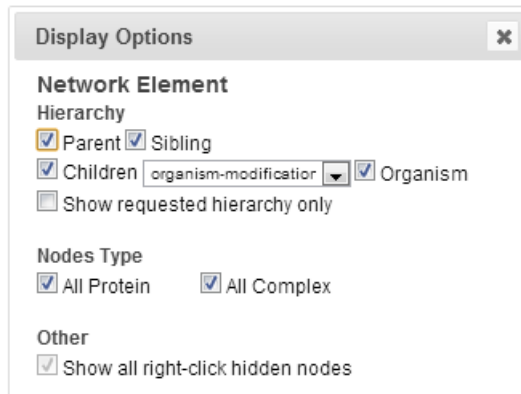 Display Options
Network Element
Hierarchy
Parent Sibling
Children organism-modification Organism
Show requested hierarchy only
Nodes Type
All Protein All Complex
Other
Show all right-click hidden nodes